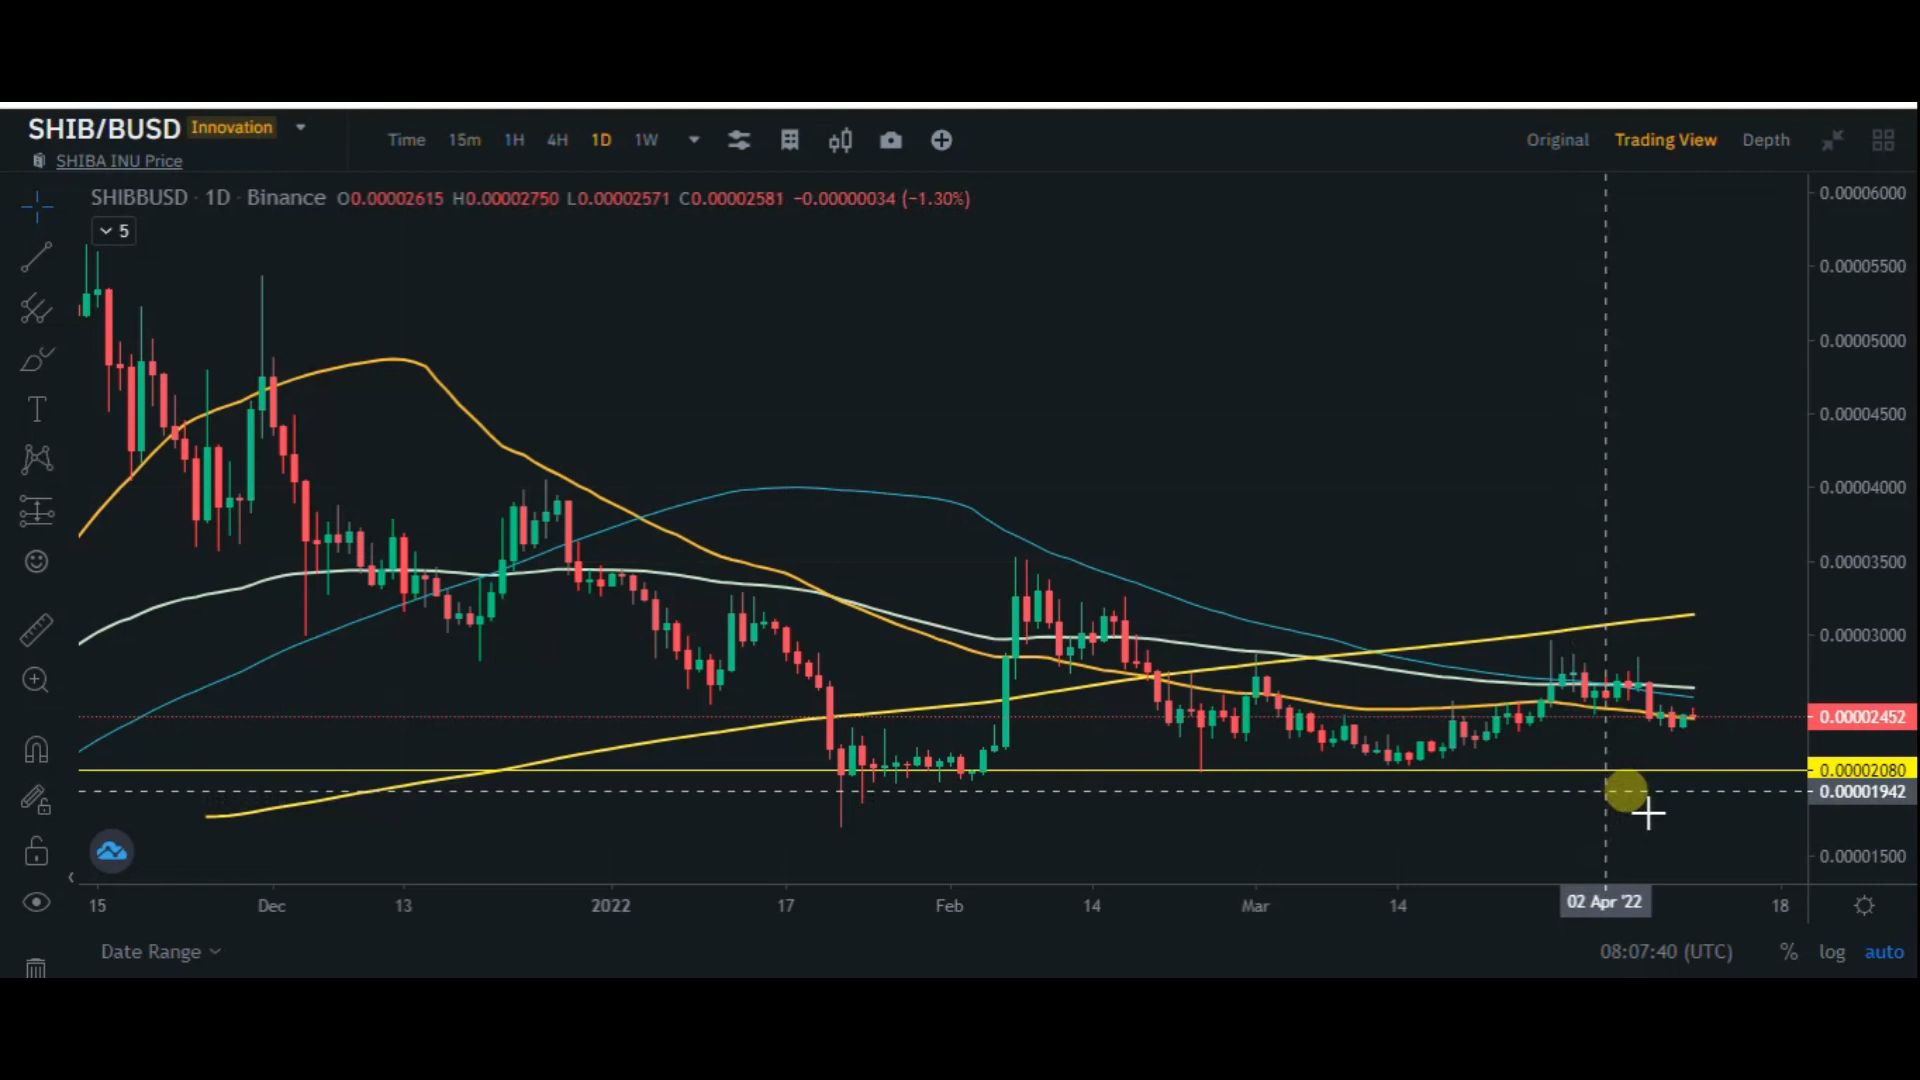 SHIB/BUSD Innovation
SHIBA INU Price
Time 15m 1H 4H 1D 1W
Original Trading View Depth
SHIBBUSD · 1D · Binance O0.00002615 H0.00002750 L0.00002571 C0.00002581 −0.00000034 (−1.30%)
5
0.00006000
0.00005500
0.00005000
0.00004500
0.00004000
0.00003500
0.00003000
0.00002452
0.00002080
0.00001942
0.00001500
15 Dec 13 2022 17 Feb 14 Mar 14 02 Apr '22 18
Date Range 08:07:40 (UTC) % log auto